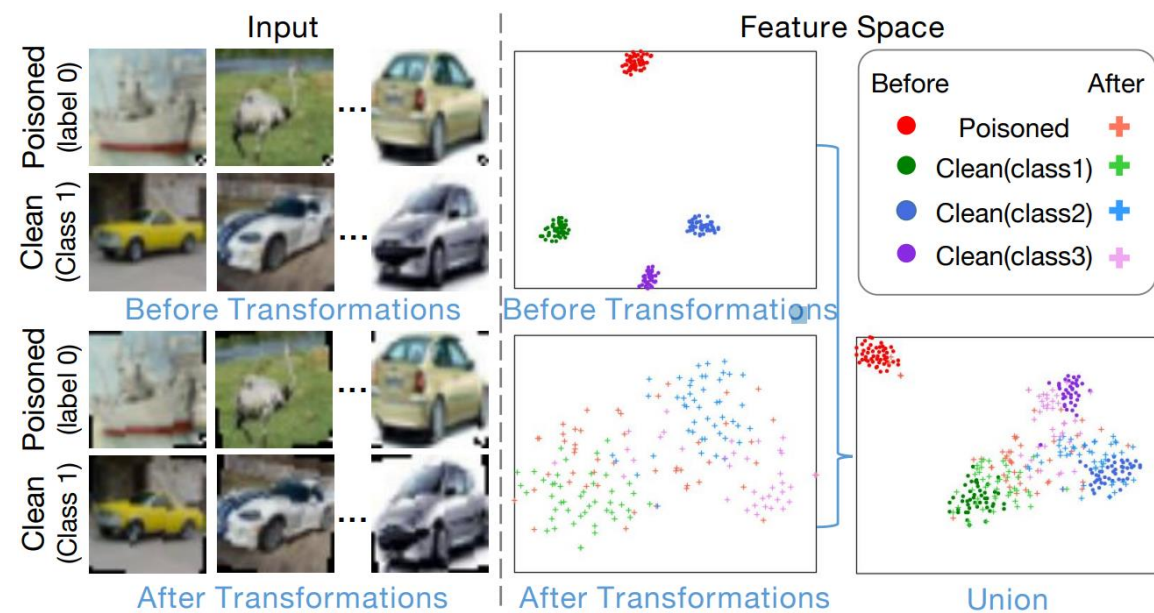 Input
Feature Space
Poisoned
(label 0)
...
Before
After
Poisoned
Clean(class1)
Clean(class2)
Clean(class3)
Clean
(Class 1)
...
Before Transformations
Before Transformations
Poisoned
(label 0)
...
Clean
(Class 1)
...
After Transformations
After Transformations
Union